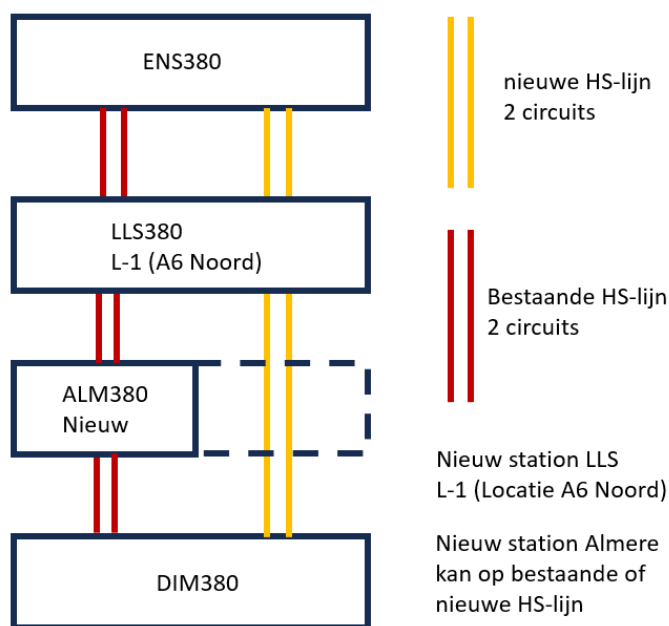 ENS380
nieuwe HS-lijn
2 circuits
LLS380
L-1 (A6 Noord)
Bestaande HS-lijn
2 circuits
ALM380
Nieuw
Nieuw station LLS
L-1 (Locatie A6 Noord)
Nieuw station Almere
kan op bestaande of
nieuwe HS-lijn
DIM380